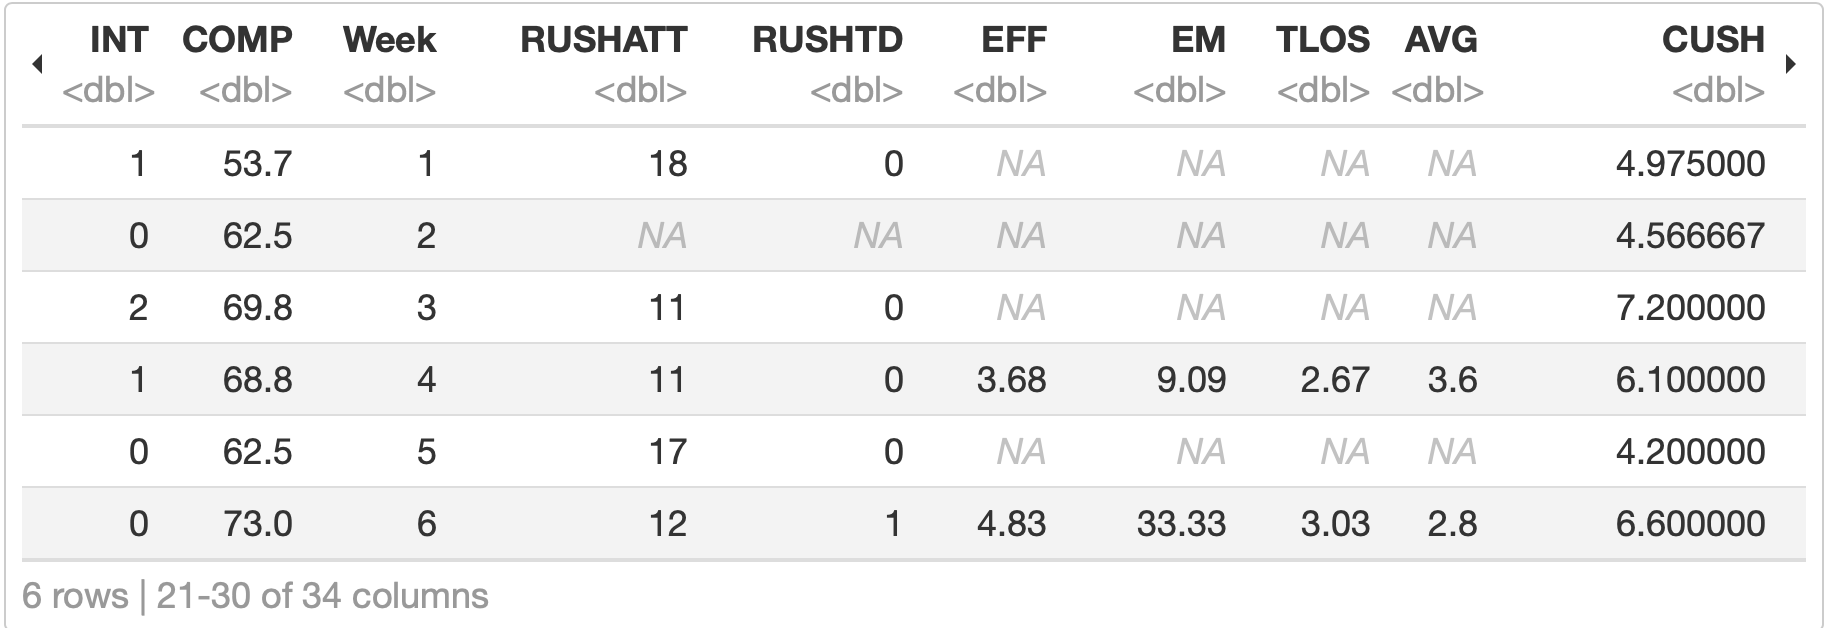 INT COMP Week RUSHATT RUSHTD EFF EM TLOS AVG CUSH
<dbl> <dbl> <dbl> <dbl> <dbl> <dbl> <dbl> <dbl> <dbl> <dbl>
1 53.7 1 18 0 NA NA NA NA 4.975000
0 62.5 2 NA NA NA NA NA NA 4.566667
2 69.8 3 11 0 NA NA NA NA 7.200000
1 68.8 4 11 0 3.68 9.09 2.67 3.6 6.100000
0 62.5 5 17 0 NA NA NA NA 4.200000
0 73.0 6 12 1 4.83 33.33 3.03 2.8 6.600000
6 rows | 21-30 of 34 columns